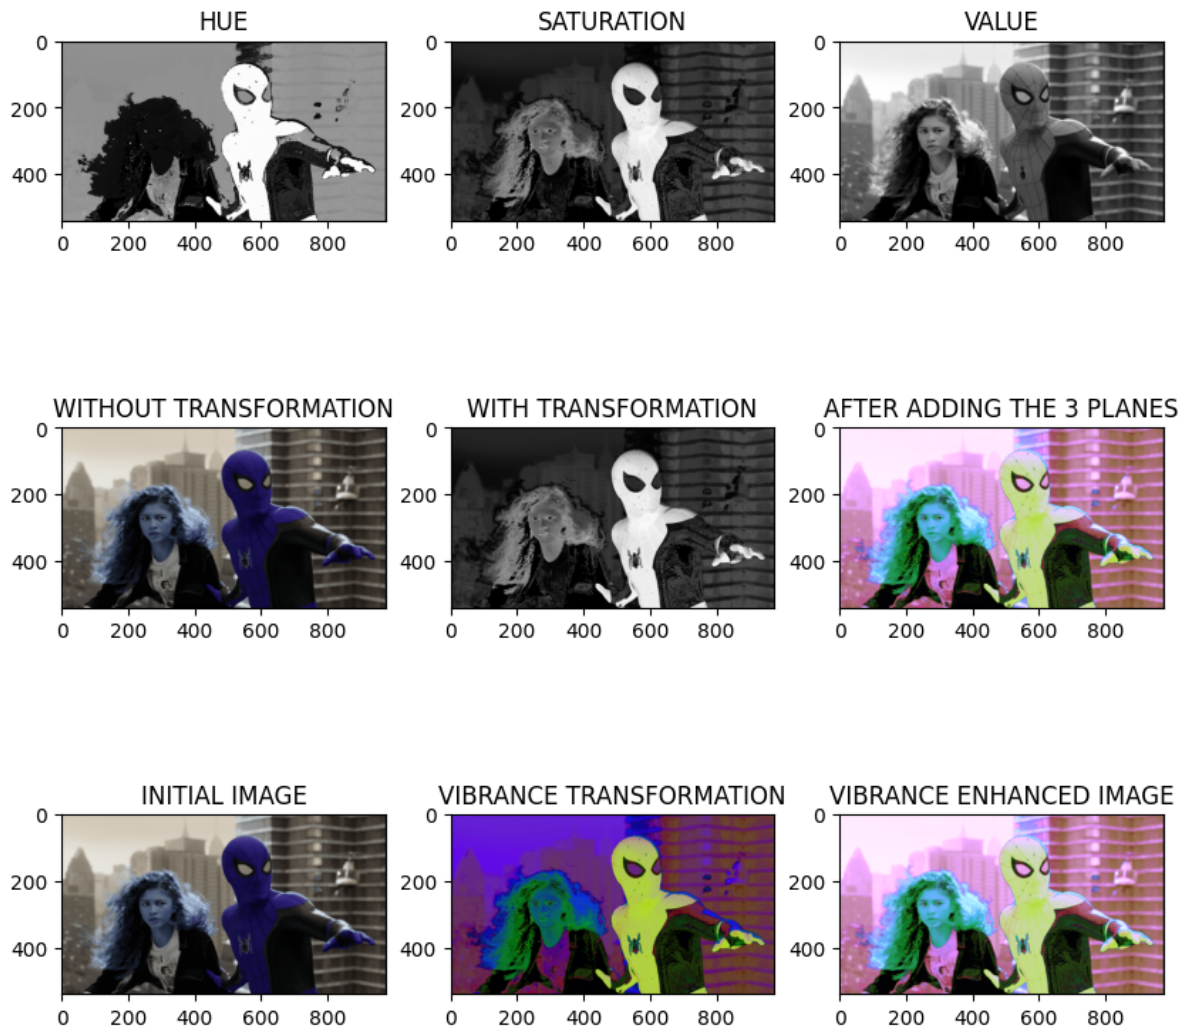 HUE
SATURATION
VALUE
0
200
400
0 200 400 600 800
0
200
400
0 200 400 600 800
0
200
400
0 200 400 600 800
WITHOUT TRANSFORMATION
WITH TRANSFORMATION
AFTER ADDING THE 3 PLANES
0
200
400
0 200 400 600 800
0
200
400
0 200 400 600 800
0
200
400
0 200 400 600 800
INITIAL IMAGE
VIBRANCE TRANSFORMATION
VIBRANCE ENHANCED IMAGE
0
200
400
0 200 400 600 800
0
200
400
0 200 400 600 800
0
200
400
0 200 400 600 800